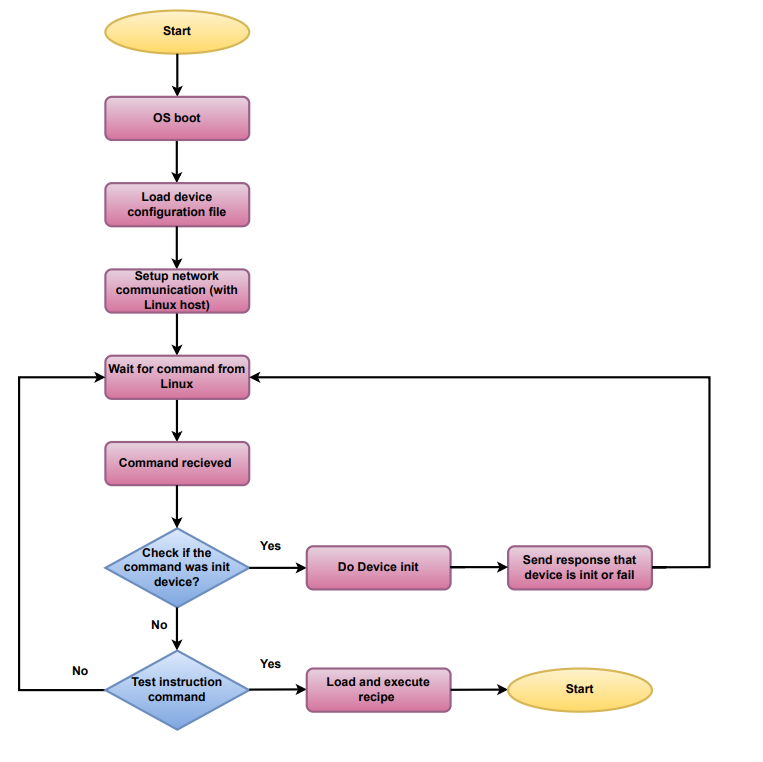 Start
OS boot
Load device
configuration file
Setup network
communication (with
Linux host)
Wait for command from
Linux
Command recieved
Check if the
command was init
device?
Yes
Do Device init
Send response that
device is init or fail
No
Test instruction
command
No
Yes
Load and execute
recipe
Start